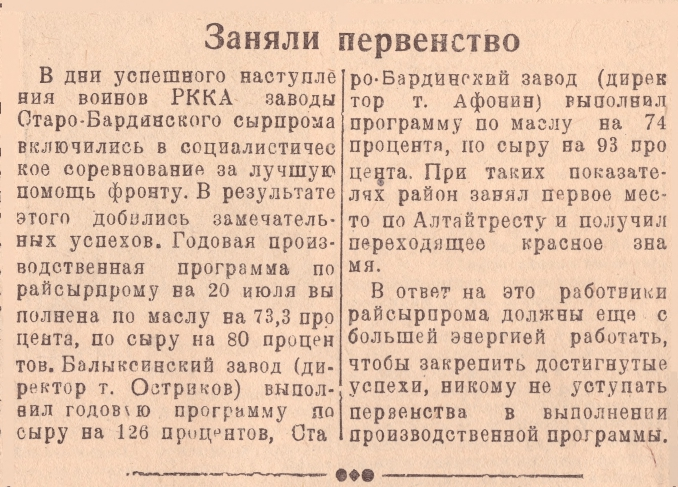 Заняли первенство
В дни успешного наступле
ния воинов РККА заводы
Старо-Бардинского сырпрома
включились в социалистичес
кое соревнование за лучшую
помощь фронту. В результате
этого добились замечатель-
ных успехов. Годовая произ-
водственная программа по
райсырпрому на 20 июля вы
полнена по маслу на 73,3 про
цента, по сыру на 80 процен
тов. Балыксинский завод (ди-
ректор т. Остриков) выпол-
нил годовую программу по
сыру на 126 процентов, Ста
ро-Бардинский завод (дирек
тор т. Афонин) выполнил
программу по маслу на 74
процента, по сыру на 93 про
цента. При таких показате-
лях район занял первое мес-
то по Алтайтресту и получил
переходящее красное зна
мя.
В ответ на это работники
райсырпрома должны еще с
большей энергией работать,
чтобы закрепить достигнутые
успехи, никому не уступать
первенства в выполнении
производственной программы.